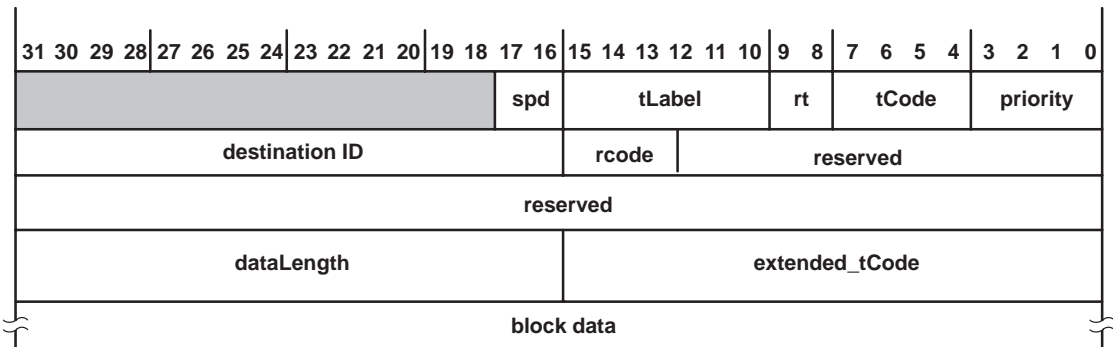 31 30 29 28 27 26 25 24 23 22 21 20 19 18 17 16 15 14 13 12 11 10 9 8 7 6 5 4 3 2 1 0
spd tLabel rt tCode priority
destination ID rcode reserved
reserved
dataLength extended_tCode
block data